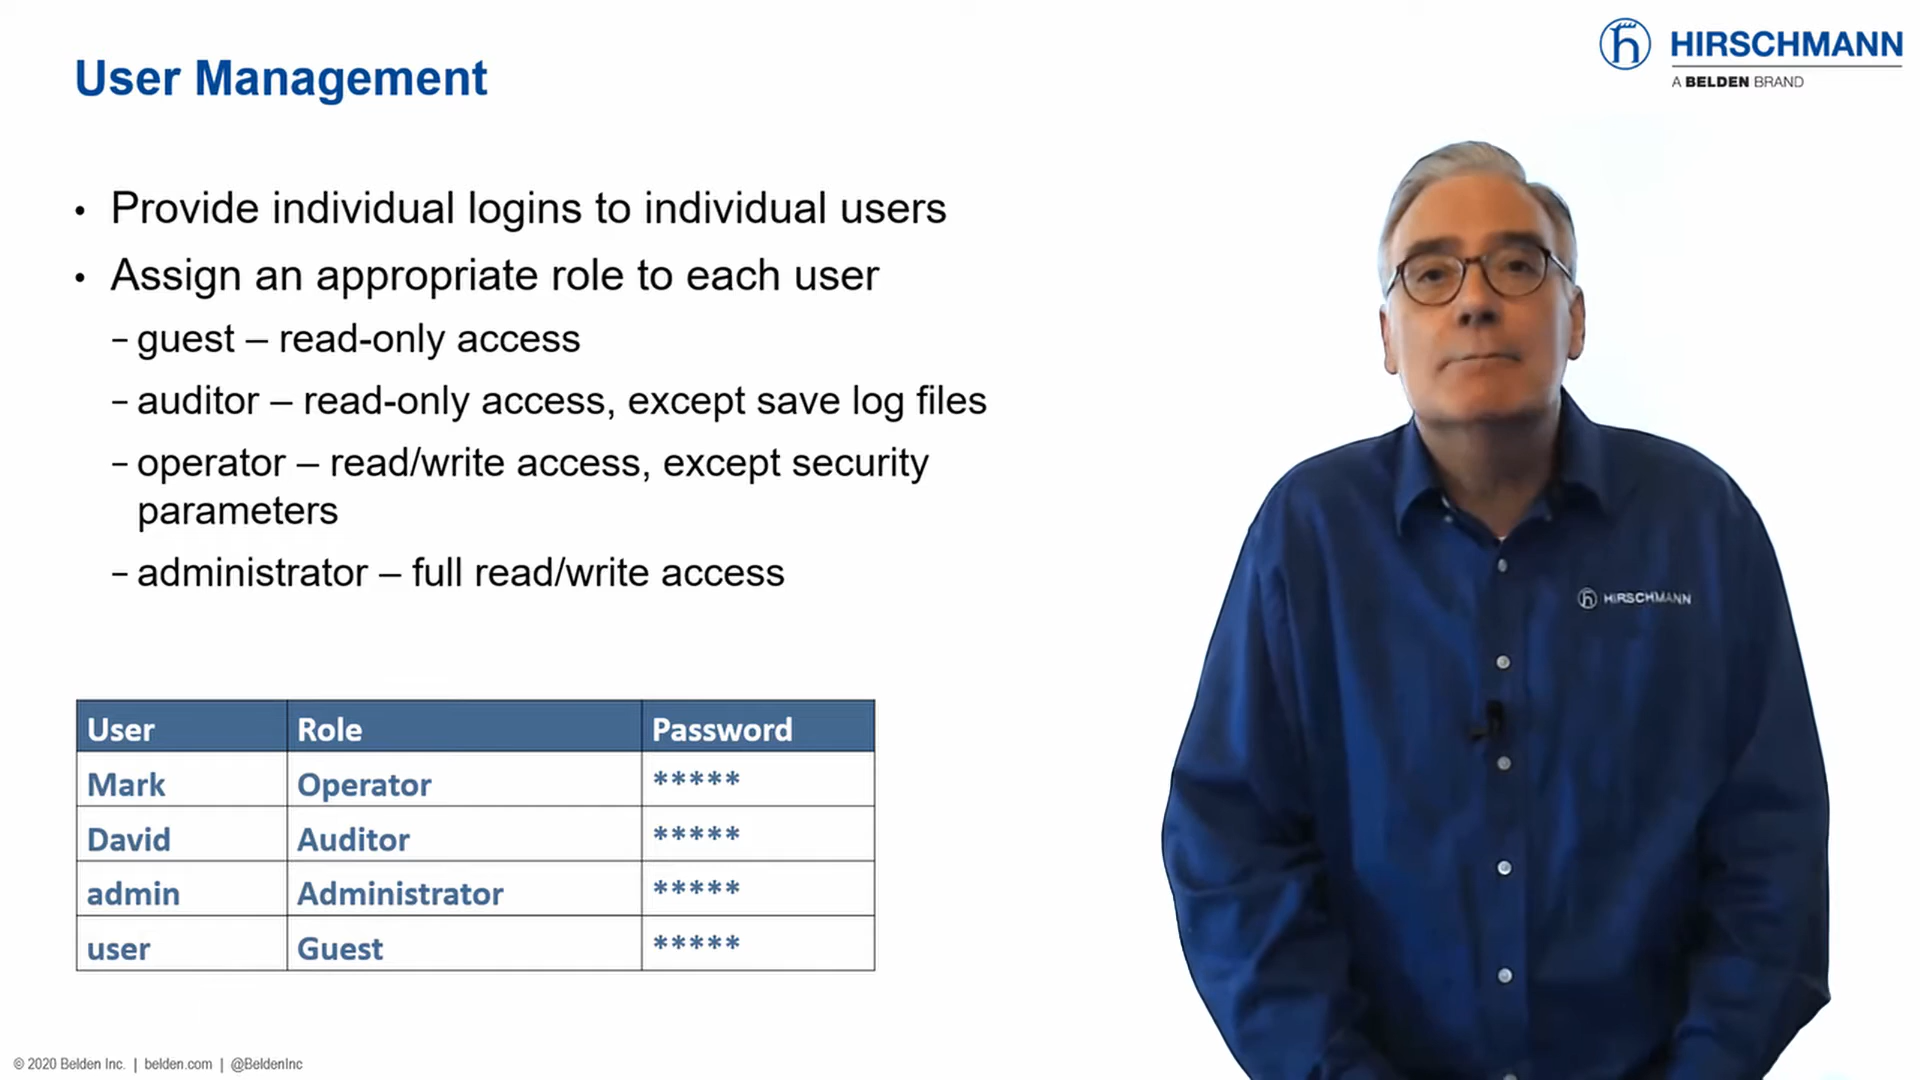 HIRSCHMANN
A BELDEN BRAND
User Management
• Provide individual logins to individual users
• Assign an appropriate role to each user
– guest – read-only access
– auditor – read-only access, except save log files
– operator – read/write access, except security
parameters
– administrator – full read/write access
HIRSCHMANN
User Role Password
Mark Operator *****
David Auditor *****
admin Administrator *****
user Guest *****
© 2020 Belden Inc. | belden.com | @BeldenInc